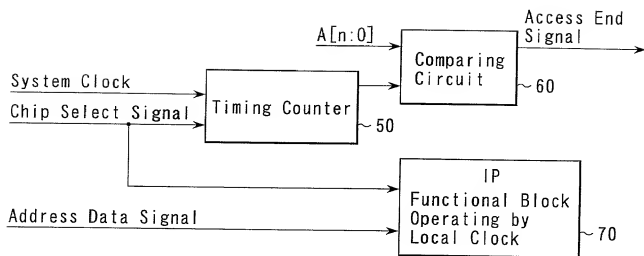 A[n:0]
Access End
Signal
Comparing
Circuit
60
System Clock
Chip Select Signal
Timing Counter
50
IP
Functional Block
Operating by
Local Clock
70
Address Data Signal